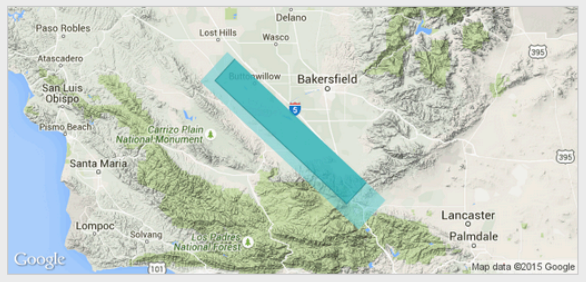 Delano
Paso Robles
Lost Hills
Wasco
395
Atascadero
Buttonwillow
Bakersfield
San Luis
Obispo
5
Pismo Beach
Carrizo Plain
National Monument
395
Santa Maria
Lompoc
Solvang
Los Padres
National Forest
Lancaster
Palmdale
Google
101
Map data ©2015 Google